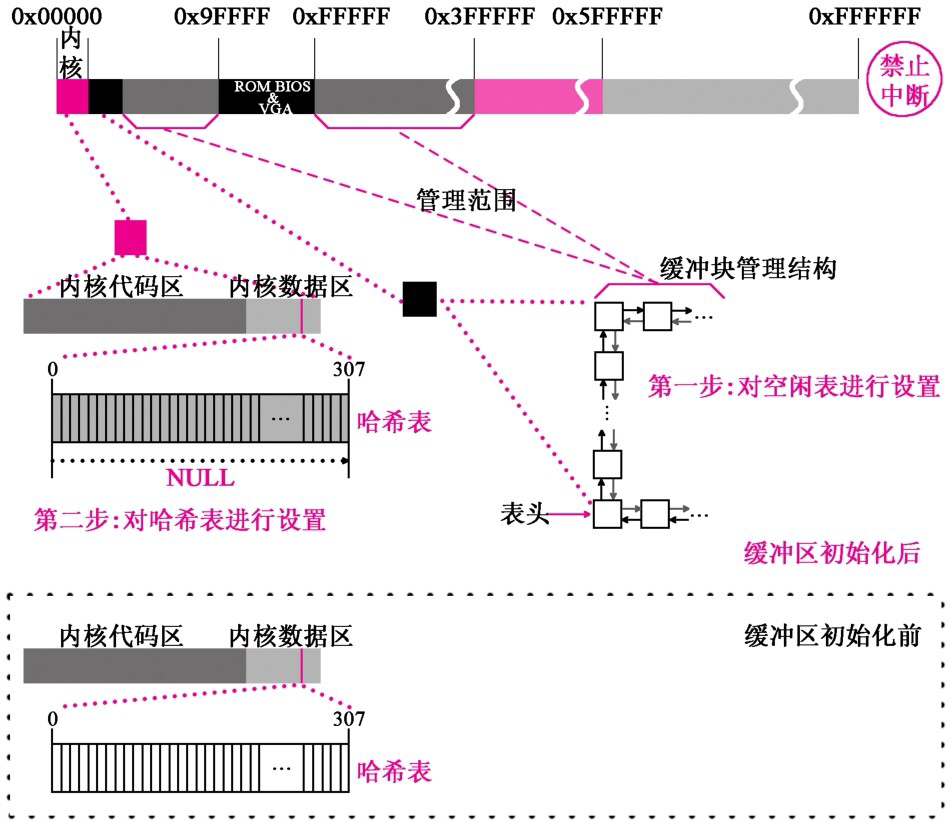 0x00000 0x9FFFF 0xFFFFF 0x3FFFFF 0x5FFFFF 0xFFFFFF
内
核
ROM BIOS
&
VGA
禁止
中断
管理范围
内核代码区 内核数据区
缓冲块管理结构
...
0 307
第一步:对空闲表进行设置
...
哈希表
...
NULL
第二步:对哈希表进行设置
表头
...
缓冲区初始化后
内核代码区 内核数据区
缓冲区初始化前
0 307
...
哈希表